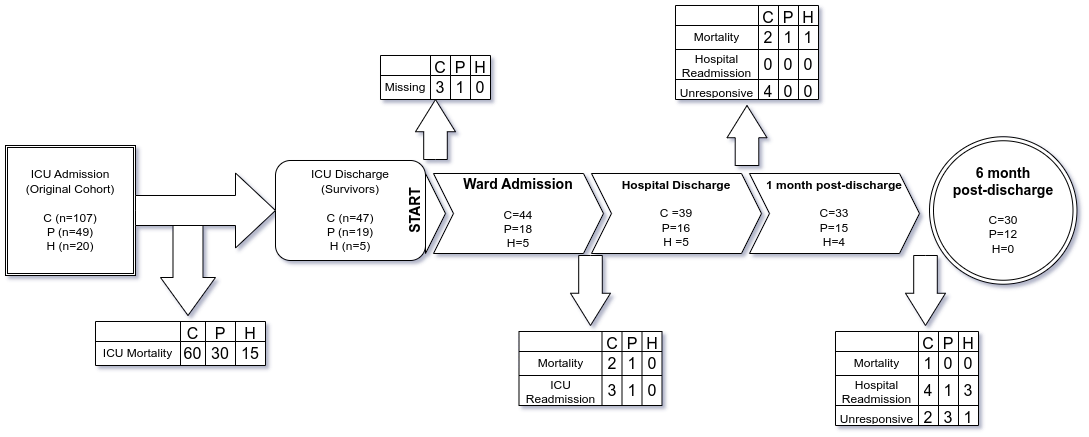 C P H
Mortality 2 1 1
Hospital
Readmission 0 0 0
Unresponsive 4 0 0
C P H
Missing 3 1 0
ICU Admission
(Original Cohort)
C (n=107)
P (n=49)
H (n=20)
ICU Discharge
(Survivors)
C (n=47)
P (n=19)
H (n=5)
START
Ward Admission
C=44
P=18
H=5
Hospital Discharge
C =39
P=16
H =5
1 month post-discharge
C=33
P=15
H=4
6 month
post-discharge
C=30
P=12
H=0
C P H
ICU Mortality 60 30 15
C P H
Mortality 2 1 0
ICU
Readmission 3 1 0
C P H
Mortality 1 0 0
Hospital
Readmission 4 1 3
Unresponsive 2 3 1